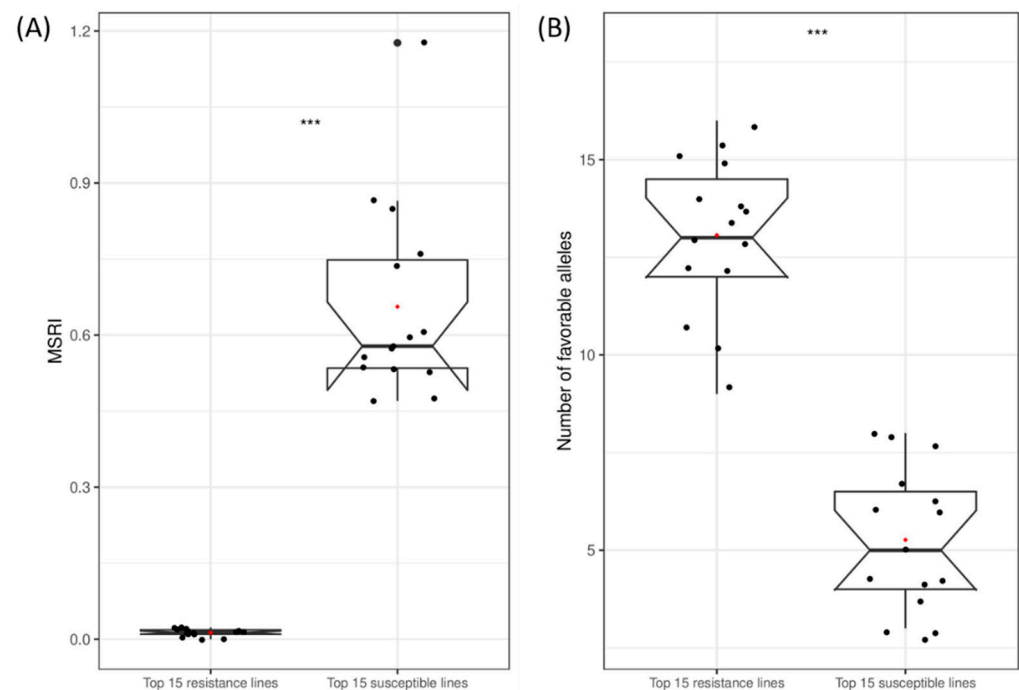 (A)
MSRI
1.2
0.9
0.6
0.3
0.0
***
Top 15 resistance lines
Top 15 susceptible lines
(B)
Number of favorable alleles
15
10
5
***
Top 15 resistance lines
Top 15 susceptible lines